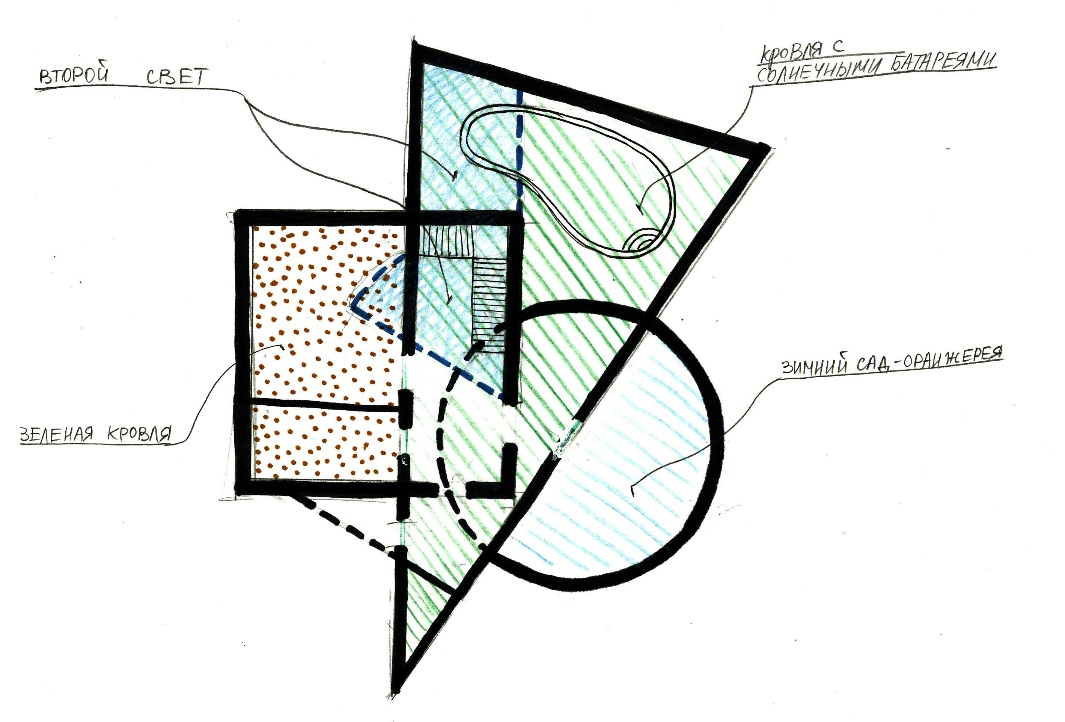 ВТОРОЙ СВЕТ
КРОВЛЯ С
СОЛНЕЧНЫМИ БАТАРЕЯМИ
ЗИМНИЙ САД-ОРАНЖЕРЕЯ
ЗЕЛЕНАЯ КРОВЛЯ